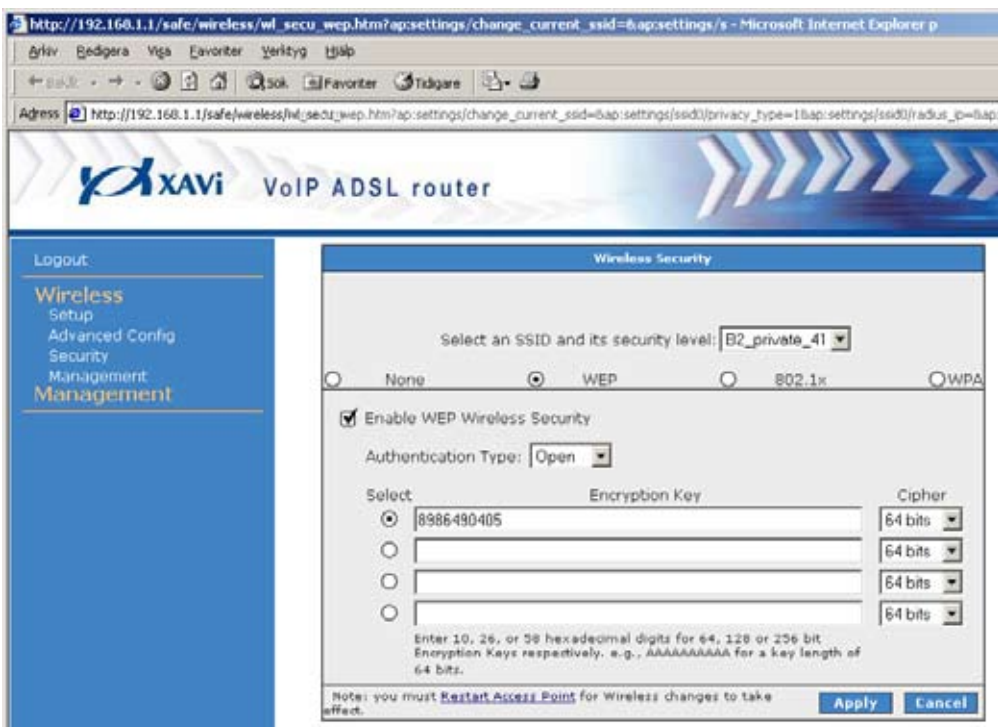 http://192.168.1.1/safe/wireless/wl_secu_wep.htm?ap:settings/change_current_ssid=&ap:settings/s - Microsoft Internet Explorer p
Arkiv Redigera Visa Favoriter Verktyg Hjälp
Sök Favoriter Tidigare
Adress http://192.168.1.1/safe/wireless/wl_secu_wep.htm?ap:settings/change_current_ssid=&ap:settings/ssid0/privacy_type=1&ap:settings/ssid0/radius_ip=&ap
XAVi VoIP ADSL router
Logout
Wireless
Setup
Advanced Config
Security
Management
Management
Wireless Security
Select an SSID and its security level: B2_private_41
None WEP 802.1x WPA
Enable WEP Wireless Security
Authentication Type: Open
Select Encryption Key Cipher
8986490405 64 bits
64 bits
64 bits
64 bits
Enter 10, 26, or 58 hexadecimal digits for 64, 128 or 256 bit
Encryption Keys respectively. e.g., AAAAAAAAAA for a key length of
64 bits.
Note: you must Restart Access Point for Wireless changes to take
effect.
Apply Cancel